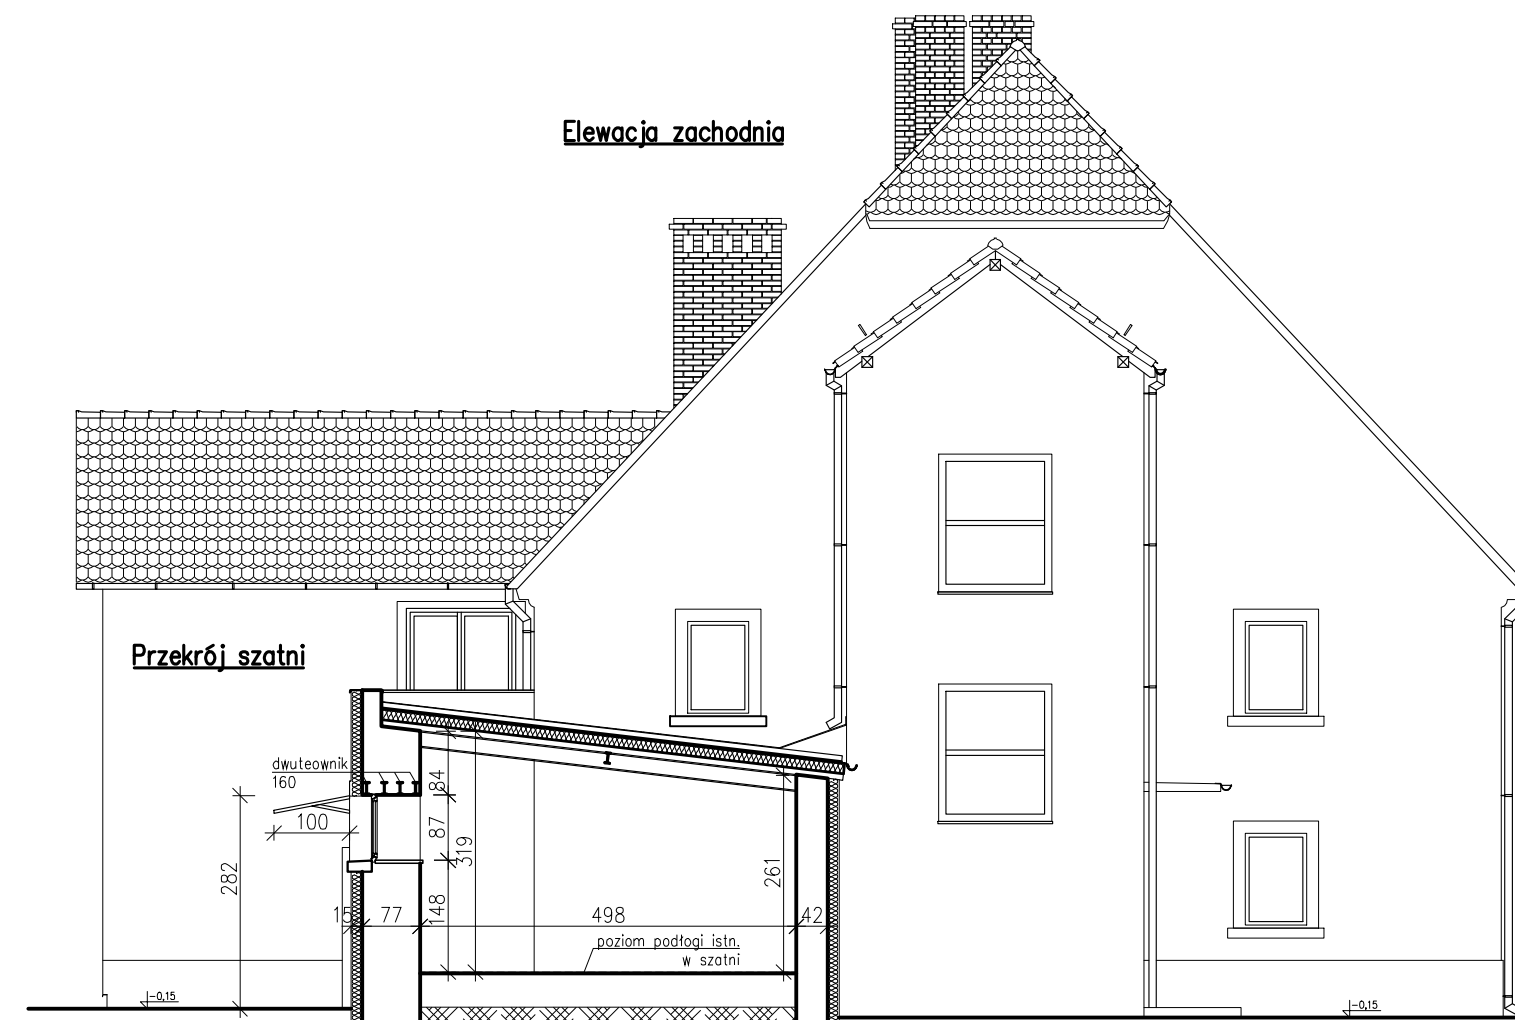 Elewacja zachodnia
Przekrój szatni
dwuteownik
160
100
282
84
87
319
148
261
15
77
498
42
poziom podłogi istn.
w szatni
-0,15
-0,15